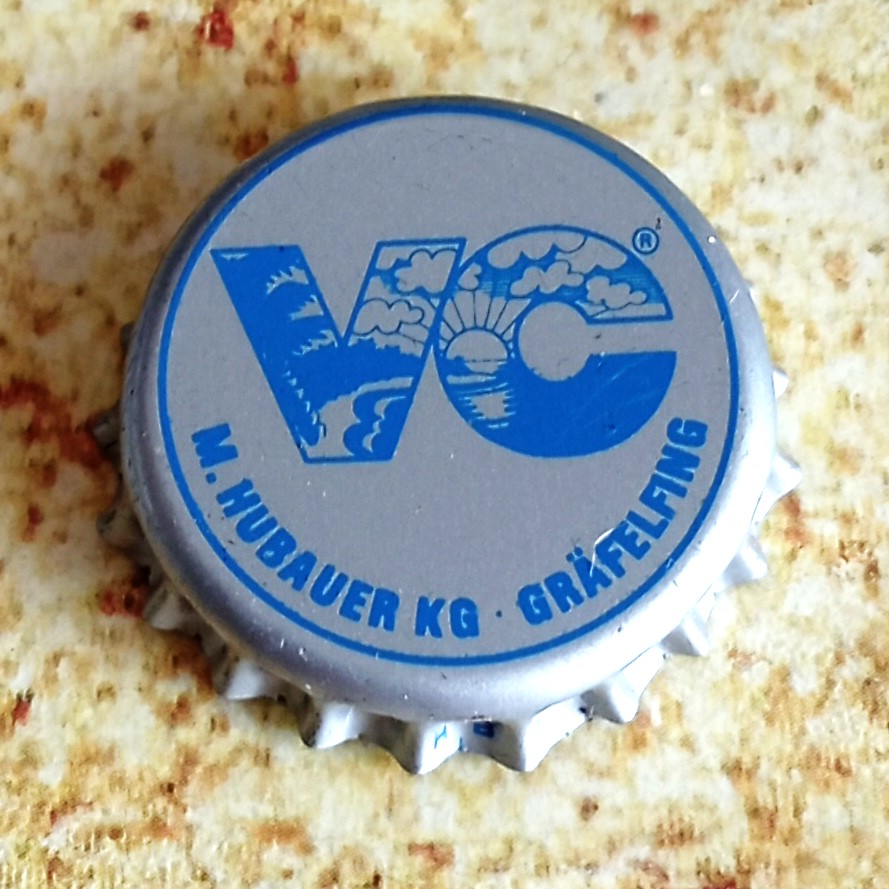 VC®
M. HUBAUER KG · GRÄFELFING